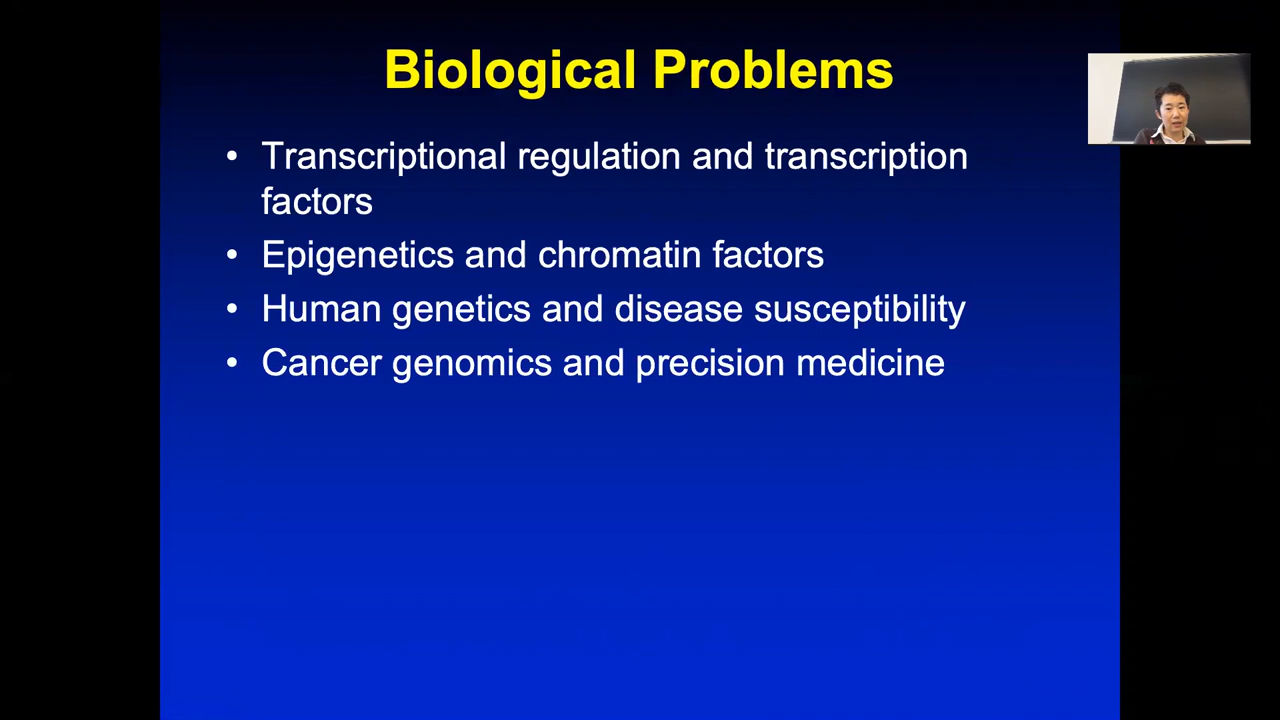 Biological Problems
• Transcriptional regulation and transcription
factors
• Epigenetics and chromatin factors
• Human genetics and disease susceptibility
• Cancer genomics and precision medicine